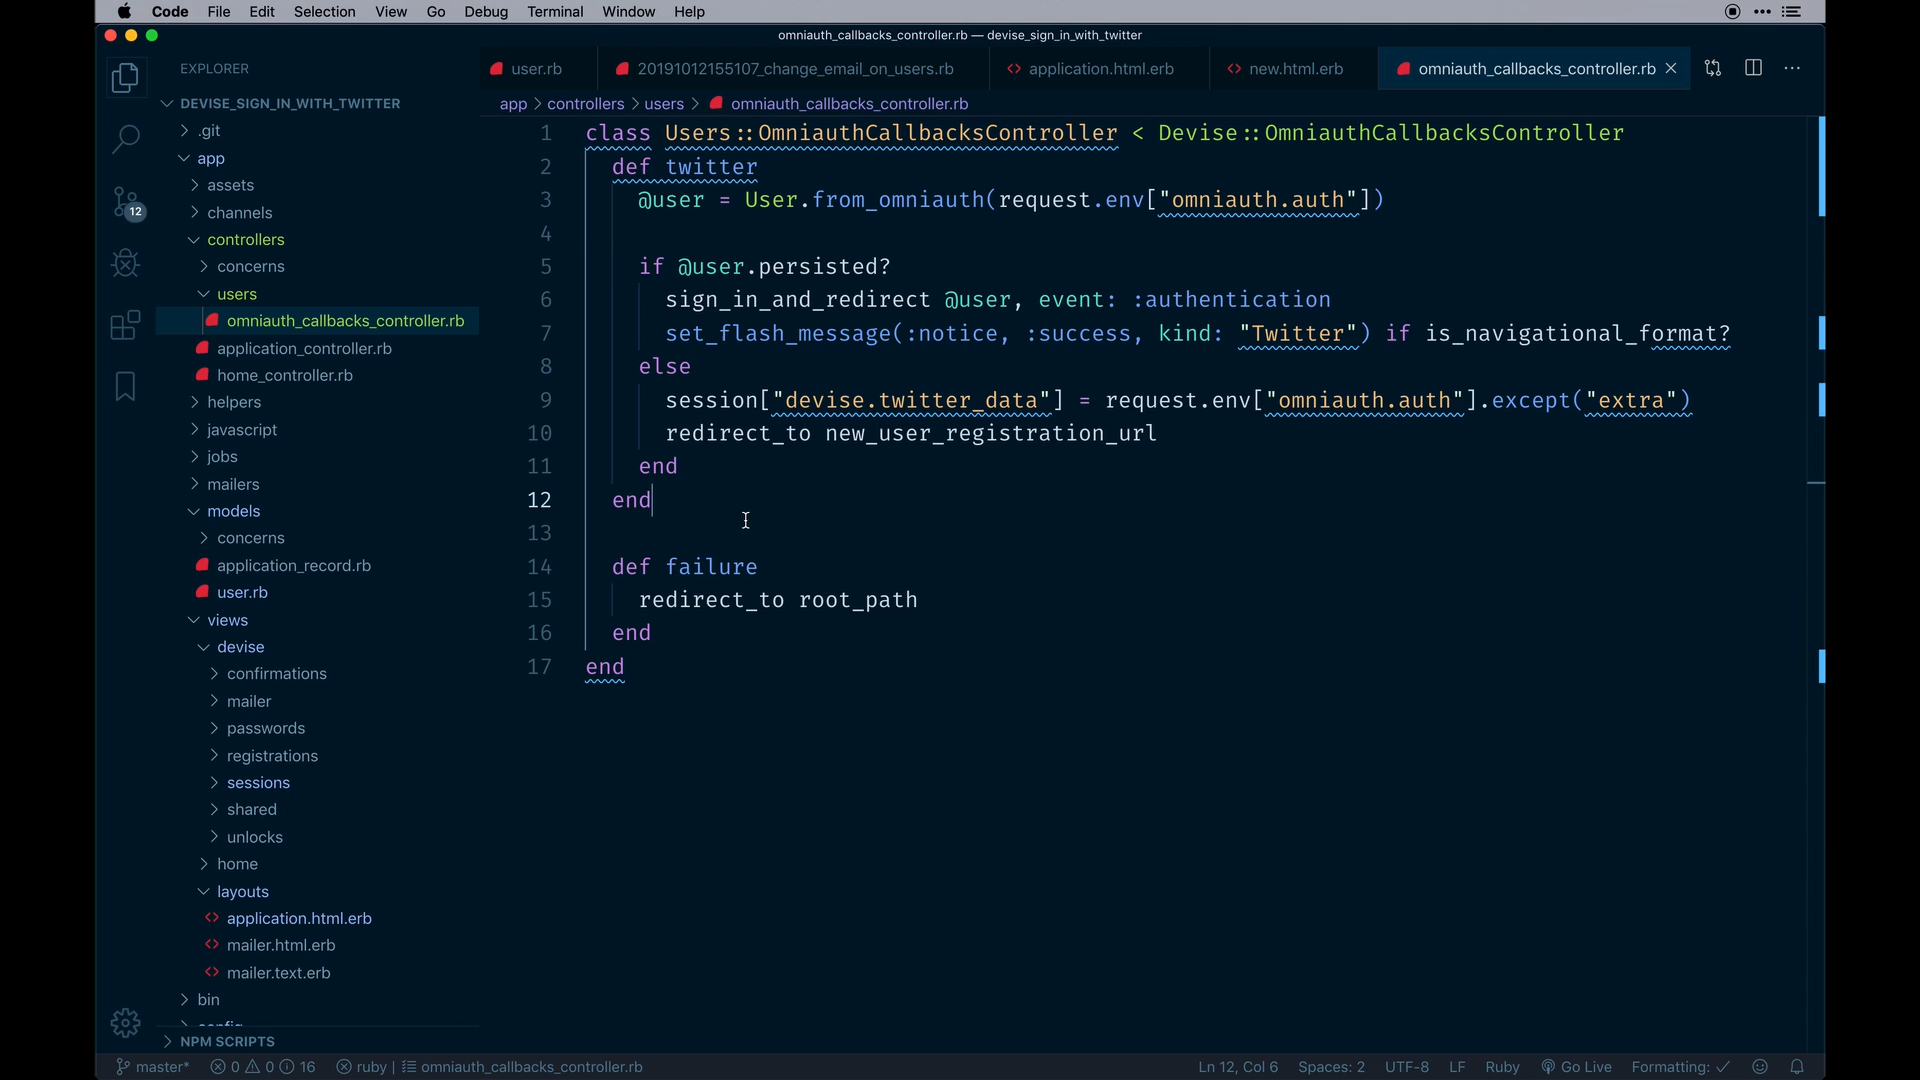 Code File Edit Selection View Go Debug Terminal Window Help
omniauth_callbacks_controller.rb — devise_sign_in_with_twitter
EXPLORER
user.rb 20191012155107_change_email_on_users.rb application.html.erb new.html.erb omniauth_callbacks_controller.rb
app > controllers > users > omniauth_callbacks_controller.rb
DEVISE_SIGN_IN_WITH_TWITTER
.git
app
assets
channels
controllers
concerns
users
omniauth_callbacks_controller.rb
application_controller.rb
home_controller.rb
helpers
javascript
jobs
mailers
models
concerns
application_record.rb
user.rb
views
devise
confirmations
mailer
passwords
registrations
sessions
shared
unlocks
home
layouts
application.html.erb
mailer.html.erb
mailer.text.erb
bin
NPM SCRIPTS
12
1 class Users::OmniauthCallbacksController < Devise::OmniauthCallbacksController
2 def twitter
3 @user = User.from_omniauth(request.env["omniauth.auth"])
4
5 if @user.persisted?
6 sign_in_and_redirect @user, event: :authentication
7 set_flash_message(:notice, :success, kind: "Twitter") if is_navigational_format?
8 else
9 session["devise.twitter_data"] = request.env["omniauth.auth"].except("extra")
10 redirect_to new_user_registration_url
11 end
12 end
13
14 def failure
15 redirect_to root_path
16 end
17 end
master* 0 0 16 ruby | omniauth_callbacks_controller.rb Ln 12, Col 6 Spaces: 2 UTF-8 LF Ruby Go Live Formatting: ✓